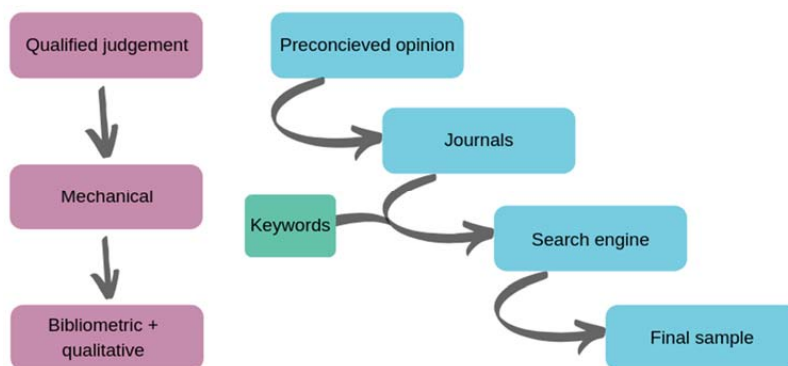 Qualified judgement
Preconcieved opinion
Journals
Mechanical
Keywords
Search engine
Bibliometric +
qualitative
Final sample